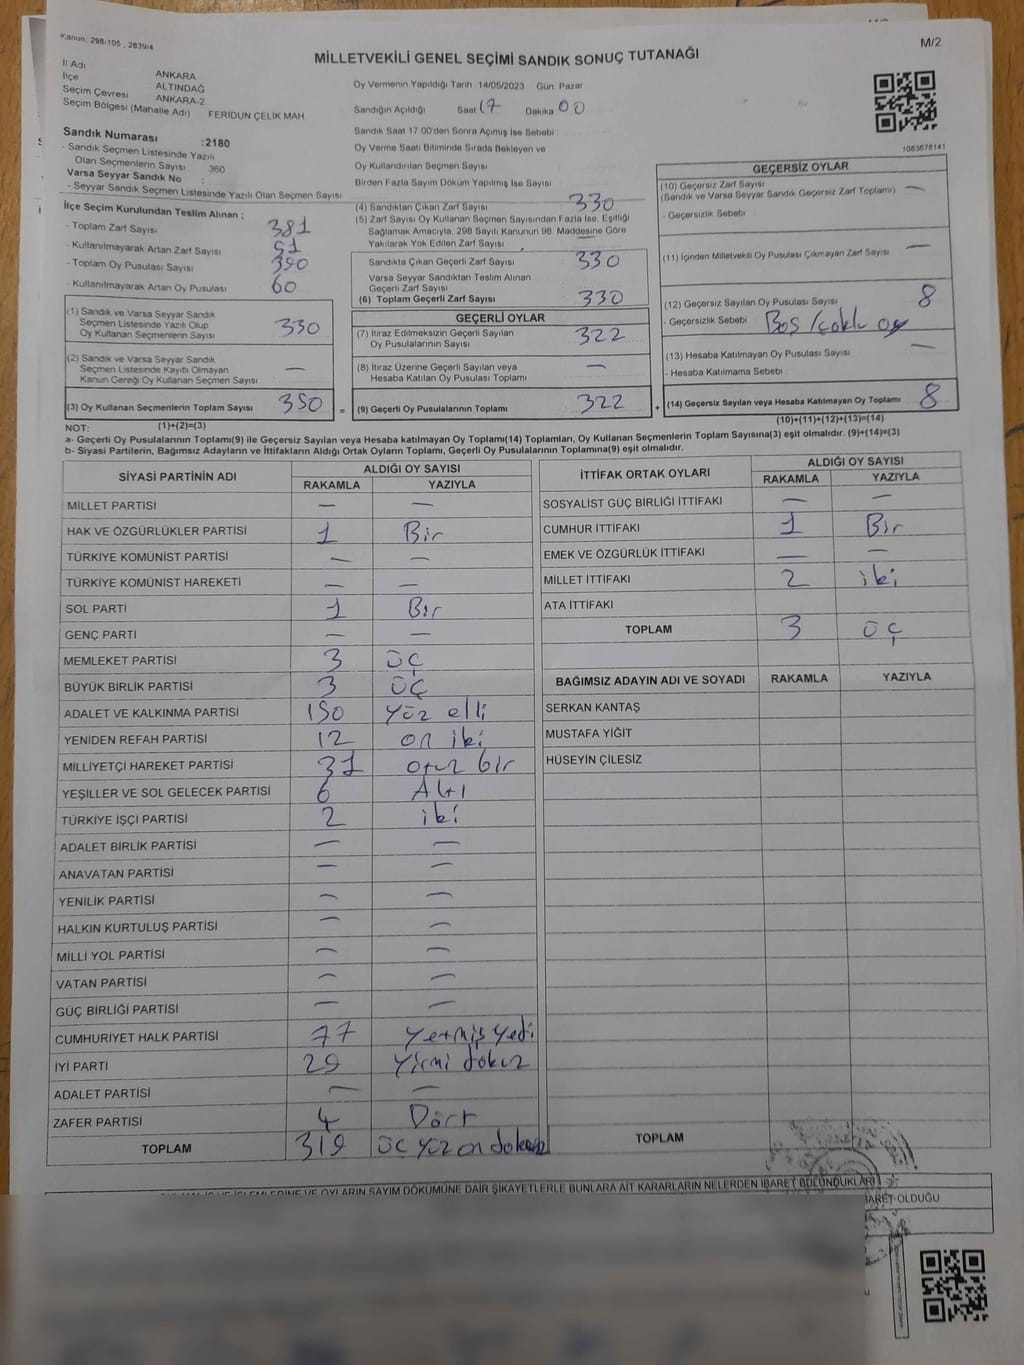 Kanun; 298/105 , 2839/4
M/2
MİLLETVEKİLİ GENEL SEÇİMİ SANDIK SONUÇ TUTANAĞI
İl Adı ANKARA
İlçe ALTINDAĞ
Seçim Çevresi ANKARA-2
Seçim Bölgesi (Mahalle Adı) FERİDUN ÇELİK MAH.
Sandık Numarası :2180
- Sandık Seçmen Listesinde Yazılı
Olan Seçmenlerin Sayısı 360
Varsa Seyyar Sandık No :
- Seyyar Sandık Seçmen Listesinde Yazılı Olan Seçmen Sayısı
Oy Vermenin Yapıldığı Tarih 14/05/2023 Gün Pazar
Sandığın Açıldığı Saat 17 Dakika 00
Sandık Saat 17.00'den Sonra Açılmış İse Sebebi
Oy Verme Saati Bitiminde Sırada Bekleyen ve
Oy Kullandırılan Seçmen Sayısı
Birden Fazla Sayım Döküm Yapılmış İse Sayısı
1083678141
İlçe Seçim Kurulundan Teslim Alınan ;
- Toplam Zarf Sayısı 381
- Kullanılmayarak Artan Zarf Sayısı 51
- Toplam Oy Pusulası Sayısı 390
- Kullanılmayarak Artan Oy Pusulası 60
(1) Sandık ve Varsa Seyyar Sandık
Seçmen Listesinde Yazılı Olup
Oy Kullanan Seçmenlerin Sayısı 330
(2) Sandık ve Varsa Seyyar Sandık
Seçmen Listesinde Kayıtlı Olmayan
Kanun Gereği Oy Kullanan Seçmen Sayısı —
(3) Oy Kullanan Seçmenlerin Toplam Sayısı 330 =
(1)+(2)=(3)
(4) Sandıktan Çıkan Zarf Sayısı 330
(5) Zarf Sayısı Oy Kullanan Seçmen Sayısından Fazla İse, Eşitliği
Sağlamak Amacıyla, 298 Sayılı Kanunun 98. Maddesine Göre
Yakılarak Yok Edilen Zarf Sayısı —
Sandıkta Çıkan Geçerli Zarf Sayısı 330
Varsa Seyyar Sandıktan Teslim Alınan
Geçerli Zarf Sayısı
(6) Toplam Geçerli Zarf Sayısı 330
GEÇERLİ OYLAR
(7) İtiraz Edilmeksizin Geçerli Sayılan
Oy Pusulalarının Sayısı 322
(8) İtiraz Üzerine Geçerli Sayılan veya
Hesaba Katılan Oy Pusulası Toplamı —
(9) Geçerli Oy Pusulalarının Toplamı 322 +
GEÇERSİZ OYLAR
(10) Geçersiz Zarf Sayısı —
(Sandık ve Varsa Seyyar Sandık Geçersiz Zarf Toplamı)
- Geçersizlik Sebebi
(11) İçinden Milletvekili Oy Pusulası Çıkmayan Zarf Sayısı —
(12) Geçersiz Sayılan Oy Pusulası Sayısı 8
- Geçersizlik Sebebi Boş/çoklu oy
(13) Hesaba Katılmayan Oy Pusulası Sayısı —
- Hesaba Katılmama Sebebi
(14) Geçersiz Sayılan veya Hesaba Katılmayan Oy Toplamı 8
(10)+(11)+(12)+(13)=(14)
NOT:
a- Geçerli Oy Pusulalarının Toplamı(9) ile Geçersiz Sayılan veya Hesaba katılmayan Oy Toplamı(14) Toplamları, Oy Kullanan Seçmenlerin Toplam Sayısına(3) eşit olmalıdır. (9)+(14)=(3)
b- Siyasi Partilerin, Bağımsız Adayların ve İttifakların Aldığı Ortak Oyların Toplamı, Geçerli Oy Pusulalarının Toplamına(9) eşit olmalıdır.
SİYASİ PARTİNİN ADI ALDIĞI OY SAYISI
RAKAMLA YAZIYLA
MİLLET PARTİSİ — —
HAK VE ÖZGÜRLÜKLER PARTİSİ 1 Bir
TÜRKİYE KOMÜNİST PARTİSİ — —
TÜRKİYE KOMÜNİST HAREKETİ — —
SOL PARTİ 1 Bir
GENÇ PARTİ — —
MEMLEKET PARTİSİ 3 üç
BÜYÜK BİRLİK PARTİSİ 3 üç
ADALET VE KALKINMA PARTİSİ 150 yüz elli
YENİDEN REFAH PARTİSİ 12 on iki
MİLLİYETÇİ HAREKET PARTİSİ 31 otuz bir
YEŞİLLER VE SOL GELECEK PARTİSİ 6 Altı
TÜRKİYE İŞÇİ PARTİSİ 2 iki
ADALET BİRLİK PARTİSİ — —
ANAVATAN PARTİSİ — —
YENİLİK PARTİSİ — —
HALKIN KURTULUŞ PARTİSİ — —
MİLLİ YOL PARTİSİ — —
VATAN PARTİSİ — —
GÜÇ BİRLİĞİ PARTİSİ — —
CUMHURİYET HALK PARTİSİ 77 Yetmiş yedi
İYİ PARTİ 29 Yirmi dokuz
ADALET PARTİSİ — —
ZAFER PARTİSİ 4 Dört
TOPLAM 319 üç yüz on dokuz
İTTİFAK ORTAK OYLARI ALDIĞI OY SAYISI
RAKAMLA YAZIYLA
SOSYALİST GÜÇ BİRLİĞİ İTTİFAKI — —
CUMHUR İTTİFAKI 1 Bir
EMEK VE ÖZGÜRLÜK İTTİFAKI — —
MİLLET İTTİFAKI 2 iki
ATA İTTİFAKI
TOPLAM 3 üç
BAĞIMSIZ ADAYIN ADI VE SOYADI RAKAMLA YAZIYLA
SERKAN KANTAŞ
MUSTAFA YİĞİT
HÜSEYİN ÇİLESİZ
TOPLAM
VE OYLARIN SAYIM DÖKÜMÜNE DAİR ŞİKAYETLERLE BUNLARA AİT KARARLARIN NELERDEN İBARET BULUNDUKLARI
OLDUĞU